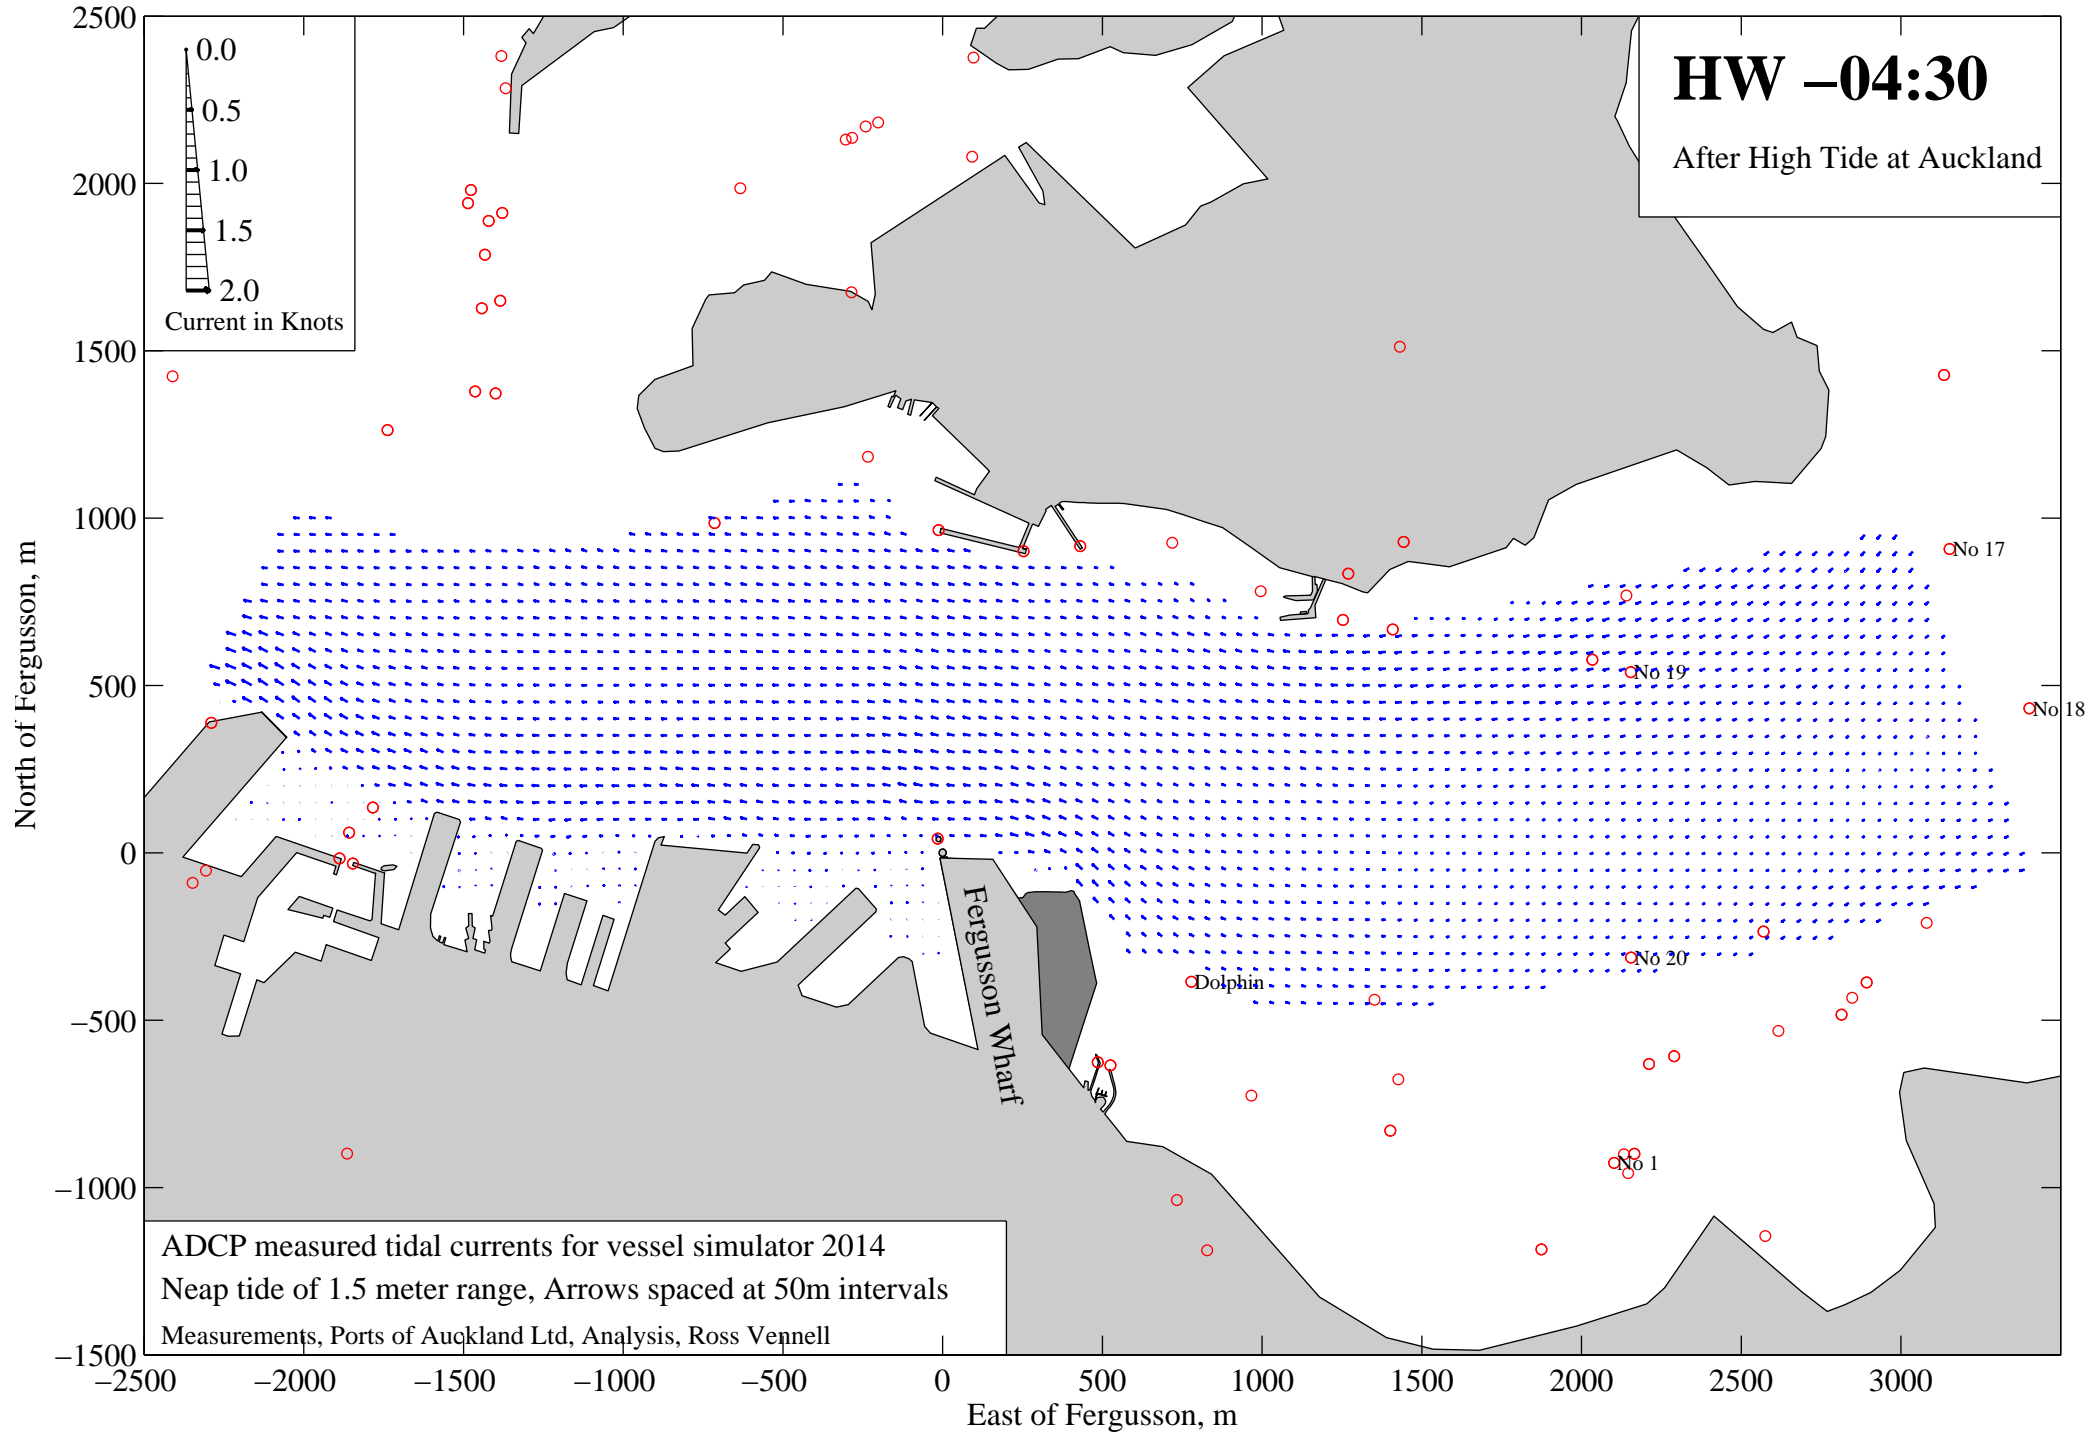 HW –04:30
After High Tide at Auckland
0.0
0.5
1.0
1.5
2.0
Current in Knots
2500
2000
1500
1000
500
0
–500
–1000
–1500
North of Fergusson, m
No 17
No 19
No 18
No 20
Dolphin
No 1
Fergusson Wharf
ADCP measured tidal currents for vessel simulator 2014
Neap tide of 1.5 meter range, Arrows spaced at 50m intervals
Measurements, Ports of Auckland Ltd, Analysis, Ross Vennell
–2500 –2000 –1500 –1000 –500 0 500 1000 1500 2000 2500 3000
East of Fergusson, m